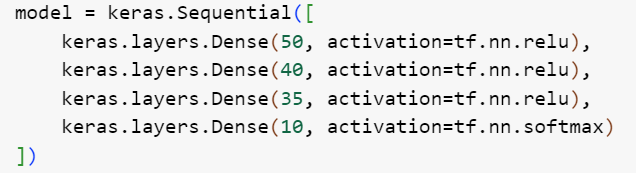 model = keras.Sequential([
    keras.layers.Dense(50, activation=tf.nn.relu),
    keras.layers.Dense(40, activation=tf.nn.relu),
    keras.layers.Dense(35, activation=tf.nn.relu),
    keras.layers.Dense(10, activation=tf.nn.softmax)
])